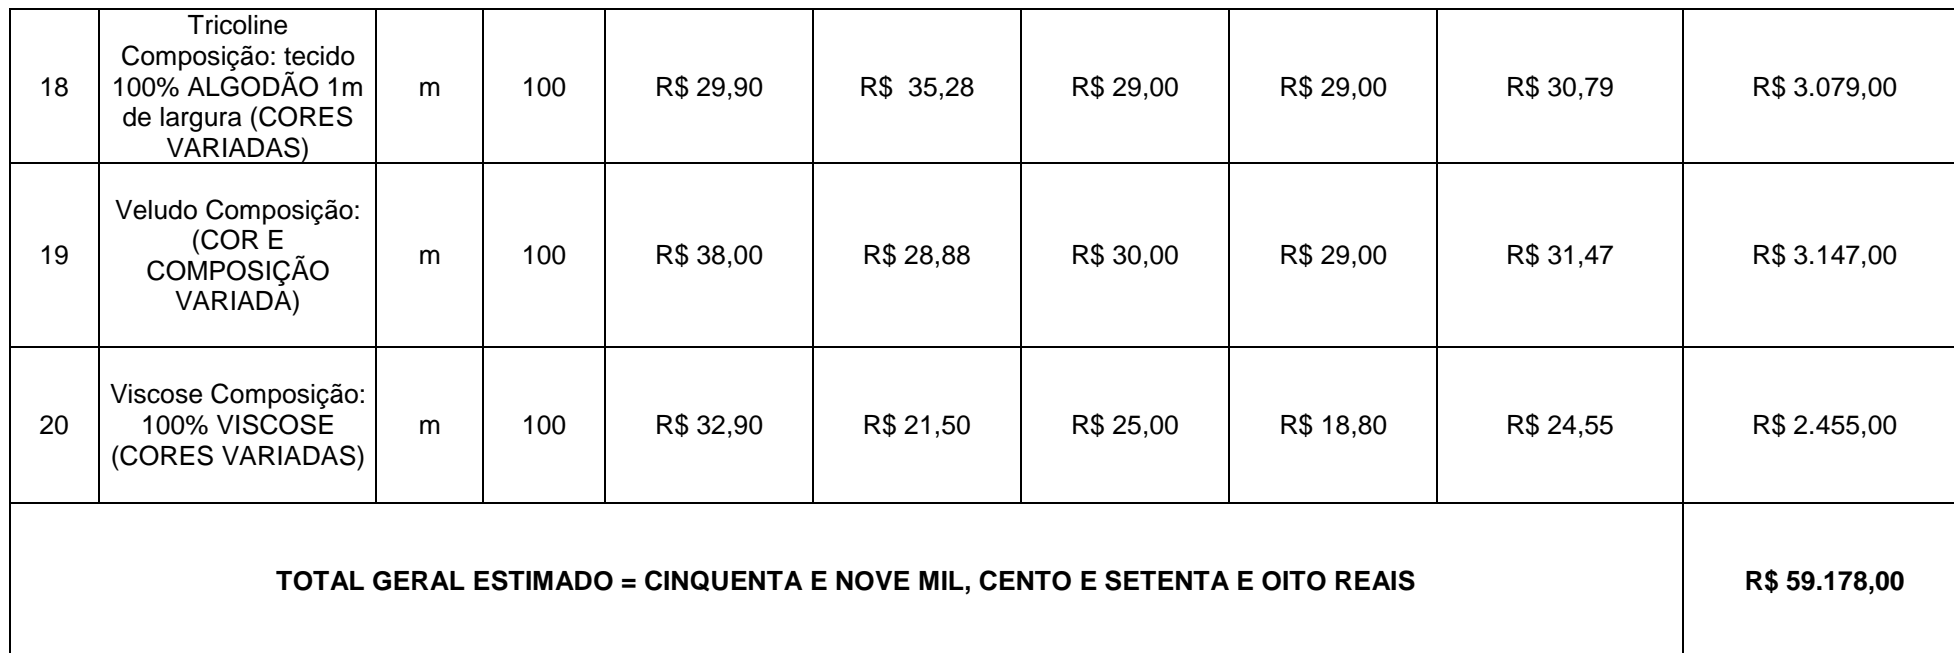 Tricoline
Composição: tecido
100% ALGODÃO 1m
de largura (CORES
VARIADAS)
18 m 100 R$ 29,90 R$ 35,28 R$ 29,00 R$ 29,00 R$ 30,79 R$ 3.079,00
Veludo Composição:
(COR E
COMPOSIÇÃO
VARIADA)
19 m 100 R$ 38,00 R$ 28,88 R$ 30,00 R$ 29,00 R$ 31,47 R$ 3.147,00
Viscose Composição:
100% VISCOSE
(CORES VARIADAS)
20 m 100 R$ 32,90 R$ 21,50 R$ 25,00 R$ 18,80 R$ 24,55 R$ 2.455,00
TOTAL GERAL ESTIMADO = CINQUENTA E NOVE MIL, CENTO E SETENTA E OITO REAIS R$ 59.178,00